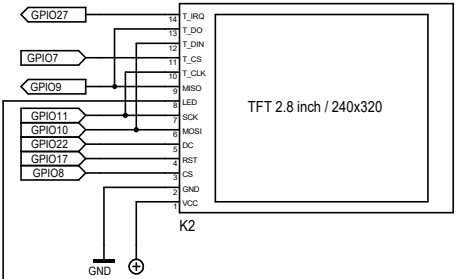 GPIO27
14 T_IRQ
13 T_DO
12 T_DIN
GPIO7
11 T_CS
10 T_CLK
GPIO9
9 MISO
8 LED
GPIO11
7 SCK
GPIO10
6 MOSI
GPIO22
5 DC
GPIO17
4 RST
GPIO8
3 CS
2 GND
1 VCC
TFT 2.8 inch / 240x320
K2
GND